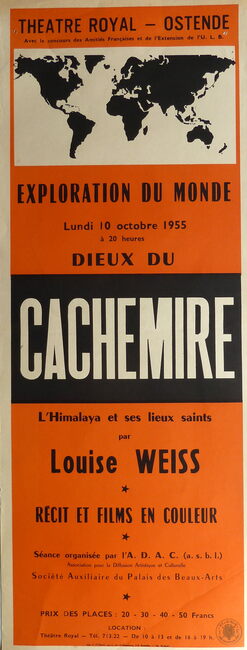 THEATRE ROYAL – OSTENDE
Avec le concours des Amitiés Françaises et de l'Extension de l'U. L. B.
EXPLORATION DU MONDE
Lundi 10 octobre 1955
à 20 heures
DIEUX DU
CACHEMIRE
L'Himalaya et ses lieux saints
par
Louise WEISS
RÉCIT ET FILMS EN COULEUR
Séance organisée par l'A. D. A. C. (a. s. b. l.)
Association pour la Diffusion Artistique et Culturelle
Société Auxiliaire du Palais des Beaux-Arts
PRIX DES PLACES: 20 - 30 - 40 - 50 Francs
LOCATION :
Théâtre Royal – Tél. 713.22 – De 10 à 13 et de 16 à 19 h.